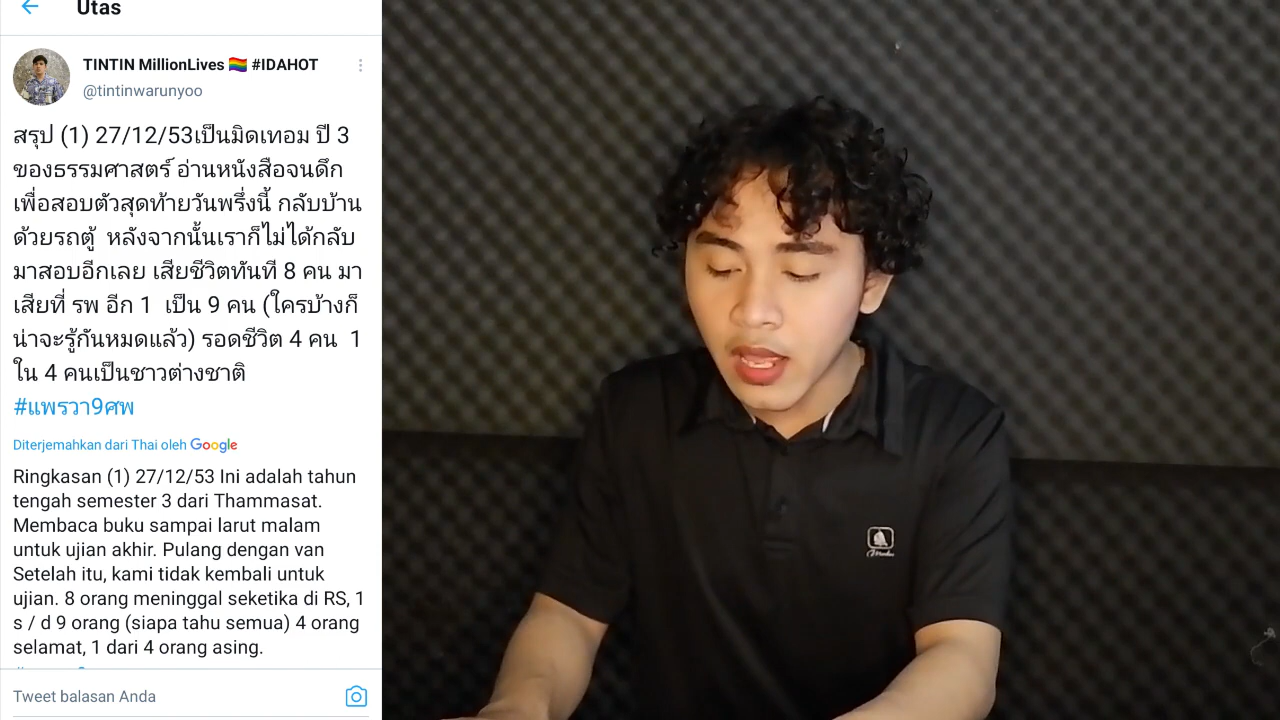 Utas
TINTIN MillionLives 🏳️‍🌈 #IDAHOT
@tintinwarunyoo
สรุป (1) 27/12/53เป็นมิดเทอม ปี 3
ของธรรมศาสตร์ อ่านหนังสือจนดึก
เพื่อสอบตัวสุดท้ายวันพรึ่งนี้ กลับบ้าน
ด้วยรถตู้ หลังจากนั้นเราก็ไม่ได้กลับ
มาสอบอีกเลย เสียชีวิตทันที 8 คน มา
เสียที่ รพ อีก 1 เป็น 9 คน (ใครบ้างก็
น่าจะรู้กันหมดแล้ว) รอดชีวิต 4 คน 1
ใน 4 คนเป็นชาวต่างชาติ
#แพรวา9ศพ
Diterjemahkan dari Thai oleh Google
Ringkasan (1) 27/12/53 Ini adalah tahun
tengah semester 3 dari Thammasat.
Membaca buku sampai larut malam
untuk ujian akhir. Pulang dengan van
Setelah itu, kami tidak kembali untuk
ujian. 8 orang meninggal seketika di RS, 1
s / d 9 orang (siapa tahu semua) 4 orang
selamat, 1 dari 4 orang asing.
Tweet balasan Anda